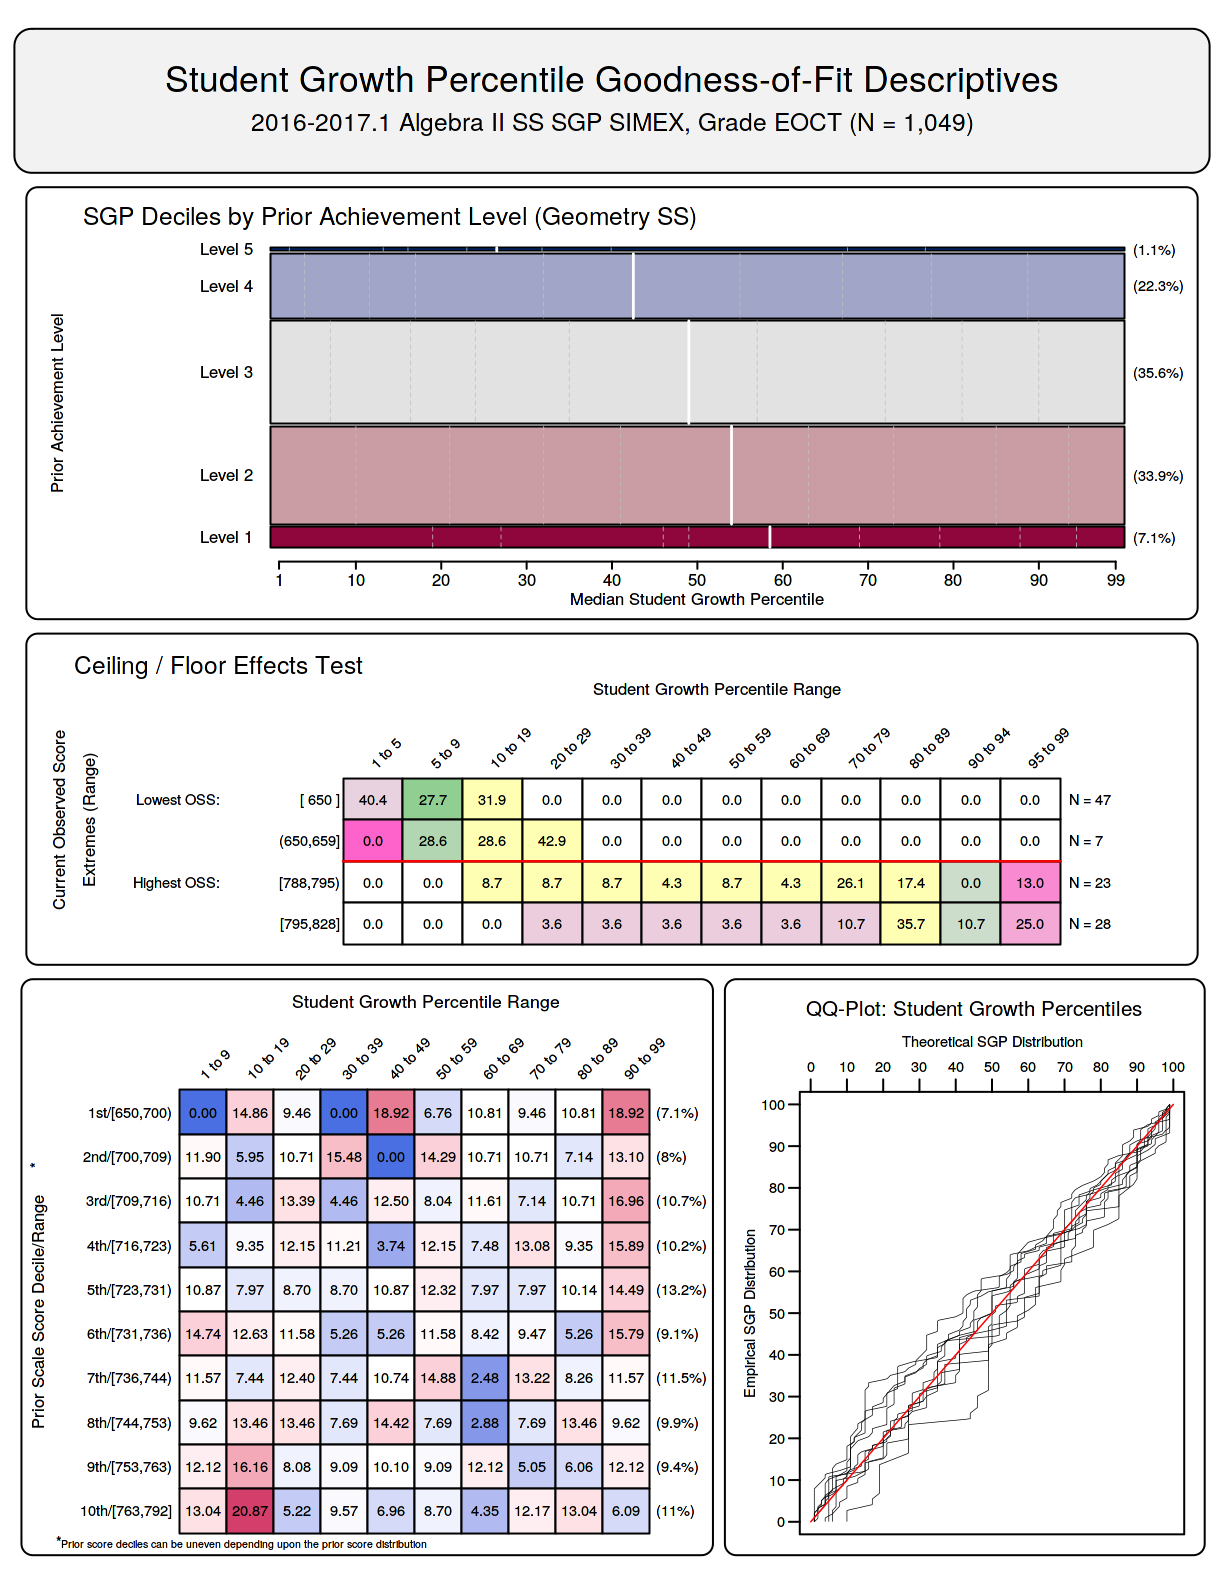 Student Growth Percentile Goodness-of-Fit Descriptives
2016-2017.1 Algebra II SS SGP SIMEX, Grade EOCT (N = 1,049)
SGP Deciles by Prior Achievement Level (Geometry SS)
Prior Achievement Level
Level 5 (1.1%)
Level 4 (22.3%)
Level 3 (35.6%)
Level 2 (33.9%)
Level 1 (7.1%)
1 10 20 30 40 50 60 70 80 90 99
Median Student Growth Percentile
Ceiling / Floor Effects Test
Student Growth Percentile Range
Current Observed Score
Extremes (Range)
1 to 5 5 to 9 10 to 19 20 to 29 30 to 39 40 to 49 50 to 59 60 to 69 70 to 79 80 to 89 90 to 94 95 to 99
Lowest OSS: [ 650 ] 40.4 27.7 31.9 0.0 0.0 0.0 0.0 0.0 0.0 0.0 0.0 0.0 N = 47
(650,659] 0.0 28.6 28.6 42.9 0.0 0.0 0.0 0.0 0.0 0.0 0.0 0.0 N = 7
Highest OSS: [788,795) 0.0 0.0 8.7 8.7 8.7 4.3 8.7 4.3 26.1 17.4 0.0 13.0 N = 23
[795,828] 0.0 0.0 0.0 3.6 3.6 3.6 3.6 3.6 10.7 35.7 10.7 25.0 N = 28
Student Growth Percentile Range
Prior Scale Score Decile/Range *
1 to 9 10 to 19 20 to 29 30 to 39 40 to 49 50 to 59 60 to 69 70 to 79 80 to 89 90 to 99
1st/[650,700) 0.00 14.86 9.46 0.00 18.92 6.76 10.81 9.46 10.81 18.92 (7.1%)
2nd/[700,709) 11.90 5.95 10.71 15.48 0.00 14.29 10.71 10.71 7.14 13.10 (8%)
3rd/[709,716) 10.71 4.46 13.39 4.46 12.50 8.04 11.61 7.14 10.71 16.96 (10.7%)
4th/[716,723) 5.61 9.35 12.15 11.21 3.74 12.15 7.48 13.08 9.35 15.89 (10.2%)
5th/[723,731) 10.87 7.97 8.70 8.70 10.87 12.32 7.97 7.97 10.14 14.49 (13.2%)
6th/[731,736) 14.74 12.63 11.58 5.26 5.26 11.58 8.42 9.47 5.26 15.79 (9.1%)
7th/[736,744) 11.57 7.44 12.40 7.44 10.74 14.88 2.48 13.22 8.26 11.57 (11.5%)
8th/[744,753) 9.62 13.46 13.46 7.69 14.42 7.69 2.88 7.69 13.46 9.62 (9.9%)
9th/[753,763) 12.12 16.16 8.08 9.09 10.10 9.09 12.12 5.05 6.06 12.12 (9.4%)
10th/[763,792] 13.04 20.87 5.22 9.57 6.96 8.70 4.35 12.17 13.04 6.09 (11%)
*Prior score deciles can be uneven depending upon the prior score distribution
QQ-Plot: Student Growth Percentiles
Theoretical SGP Distribution
0 10 20 30 40 50 60 70 80 90 100
Empirical SGP Distribution
100
90
80
70
60
50
40
30
20
10
0